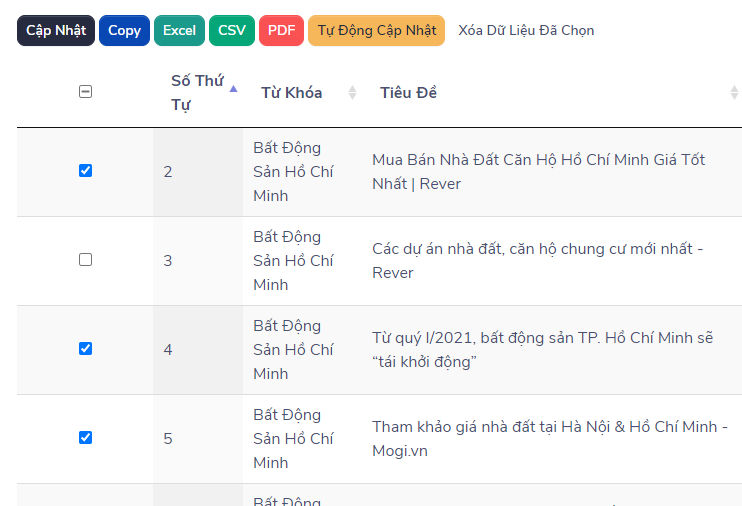 Cập Nhật Copy Excel CSV PDF Tự Động Cập Nhật Xóa Dữ Liệu Đã Chọn
Số Thứ
Tự
Từ Khóa
Tiêu Đề
2
Bất Động
Sản Hồ Chí
Minh
Mua Bán Nhà Đất Căn Hộ Hồ Chí Minh Giá Tốt
Nhất | Rever
3
Bất Động
Sản Hồ Chí
Minh
Các dự án nhà đất, căn hộ chung cư mới nhất -
Rever
4
Bất Động
Sản Hồ Chí
Minh
Từ quý I/2021, bất động sản TP. Hồ Chí Minh sẽ
“tái khởi động”
5
Bất Động
Sản Hồ Chí
Minh
Tham khảo giá nhà đất tại Hà Nội & Hồ Chí Minh -
Mogi.vn
Bất Động